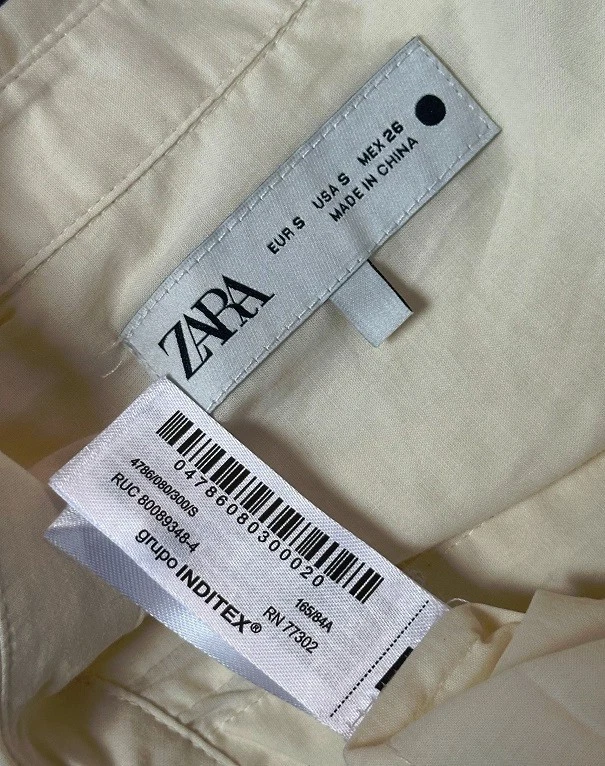 ZARA
EUR S USA S MEX 26
MADE IN CHINA
04786080300020
4786/080/300/S
165/84A
RUC 80089348-4
RN 77302
grupo INDITEX®